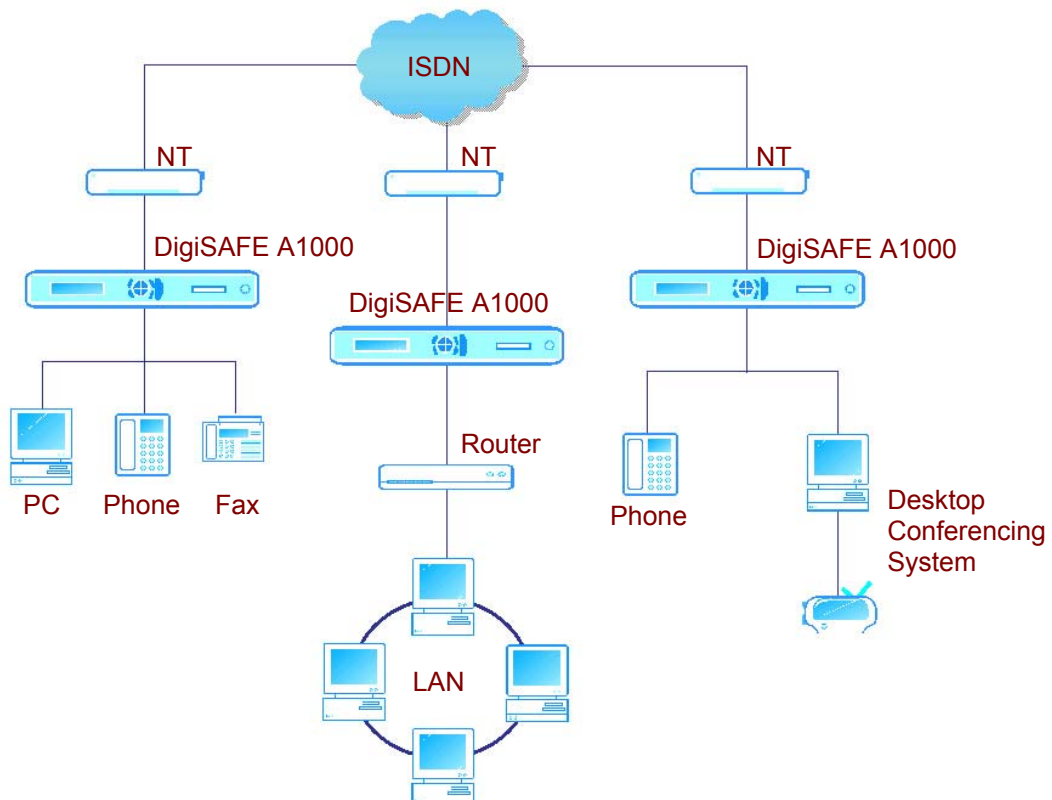 ISDN
NT
NT
NT
DigiSAFE A1000
DigiSAFE A1000
DigiSAFE A1000
Router
PC
Phone
Fax
Phone
Desktop
Conferencing
System
LAN